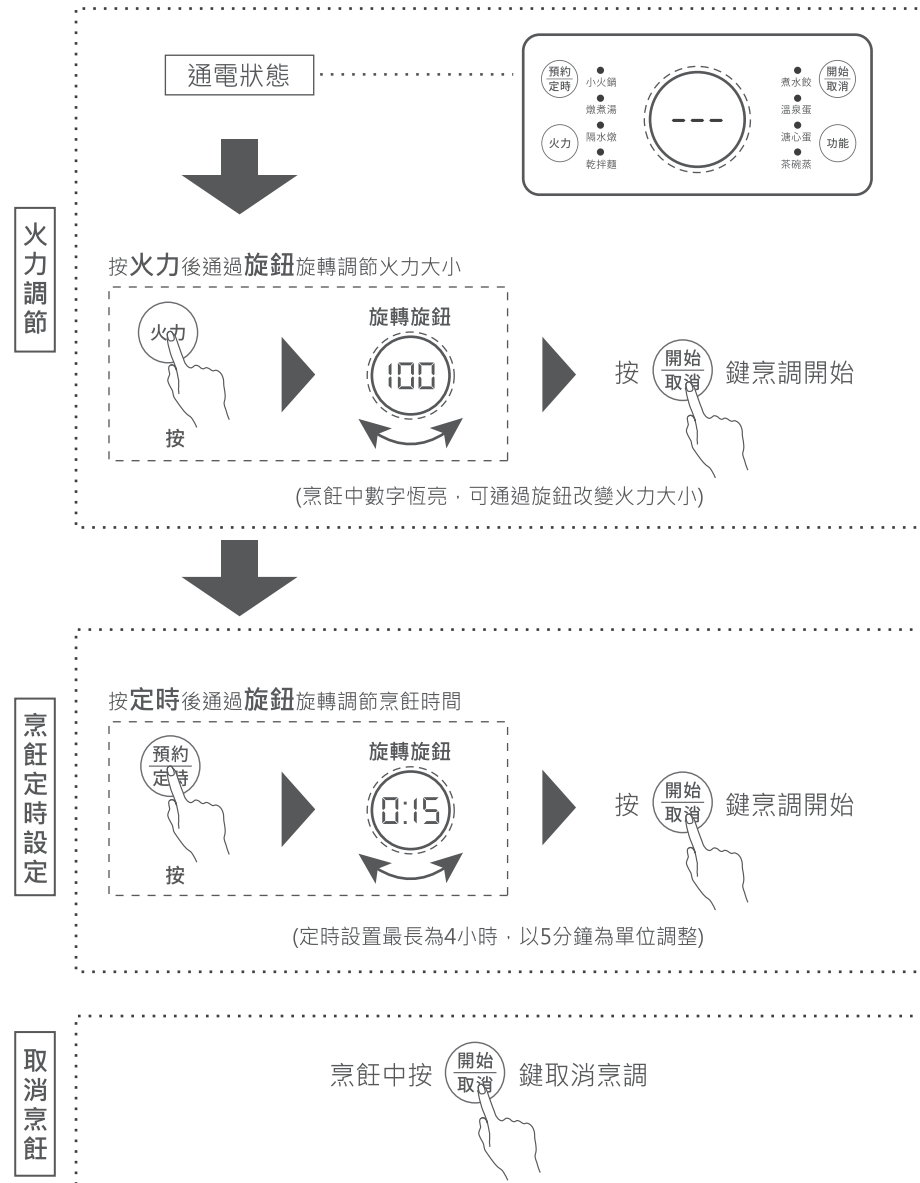 通電狀態
預約
定時
火力
小火鍋
燉煮湯
隔水燉
乾拌麵
---
煮水餃
溫泉蛋
溏心蛋
茶碗蒸
開始
取消
功能
火力調節
按火力後通過旋鈕旋轉調節火力大小
火力
按
旋轉旋鈕
100
按 開始 鍵烹調開始
取消
(烹飪中數字恆亮，可通過旋鈕改變火力大小)
烹飪定時設定
按定時後通過旋鈕旋轉調節烹飪時間
預約
定時
按
旋轉旋鈕
0:15
按 開始 鍵烹調開始
取消
(定時設置最長為4小時，以5分鐘為單位調整)
取消烹飪
烹飪中按 開始 鍵取消烹調
取消